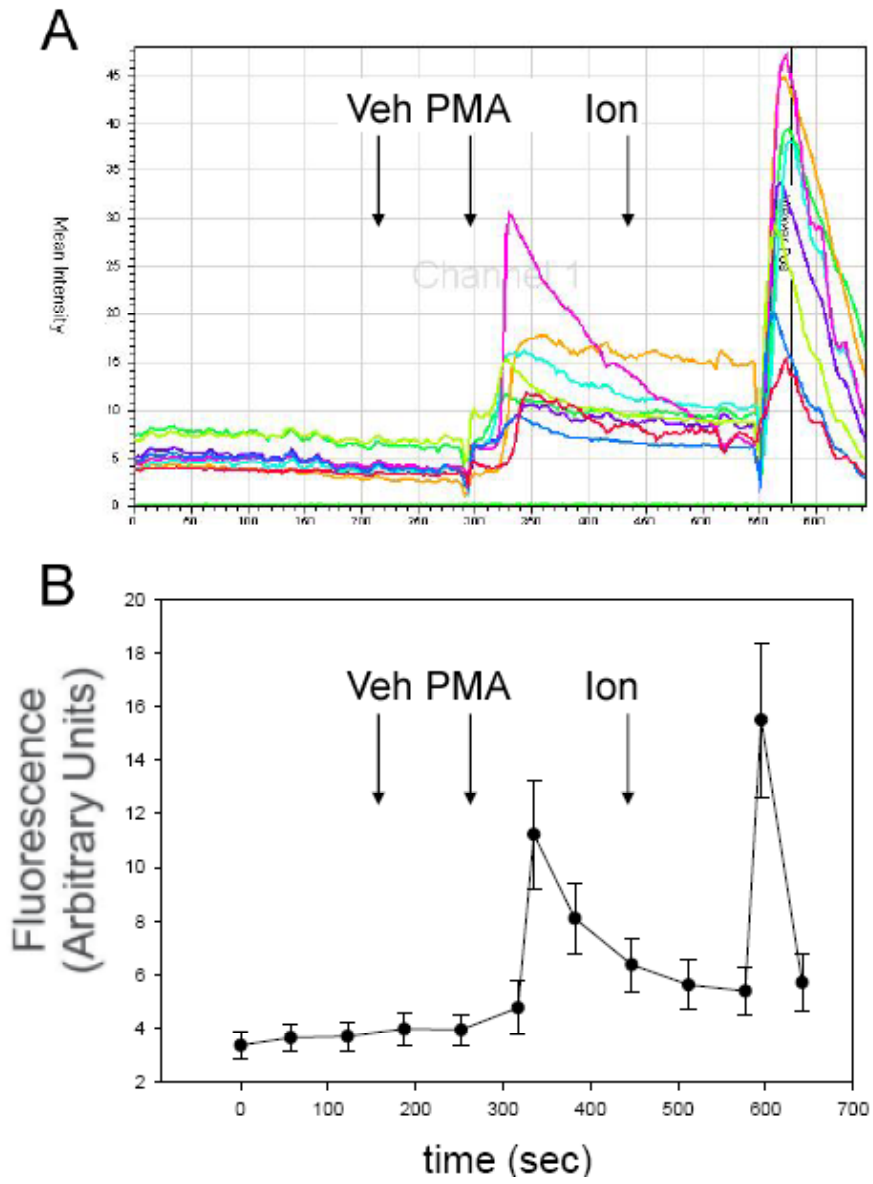 A
Veh PMA Ion
Mean Intensity
Channel 1
45
40
35
30
25
20
15
10
5
0
0 50 100 150 200 250 300 350 400 450 500 550 600
B
Veh PMA Ion
Fluorescence
(Arbitrary Units)
20
18
16
14
12
10
8
6
4
2
0 100 200 300 400 500 600 700
time (sec)